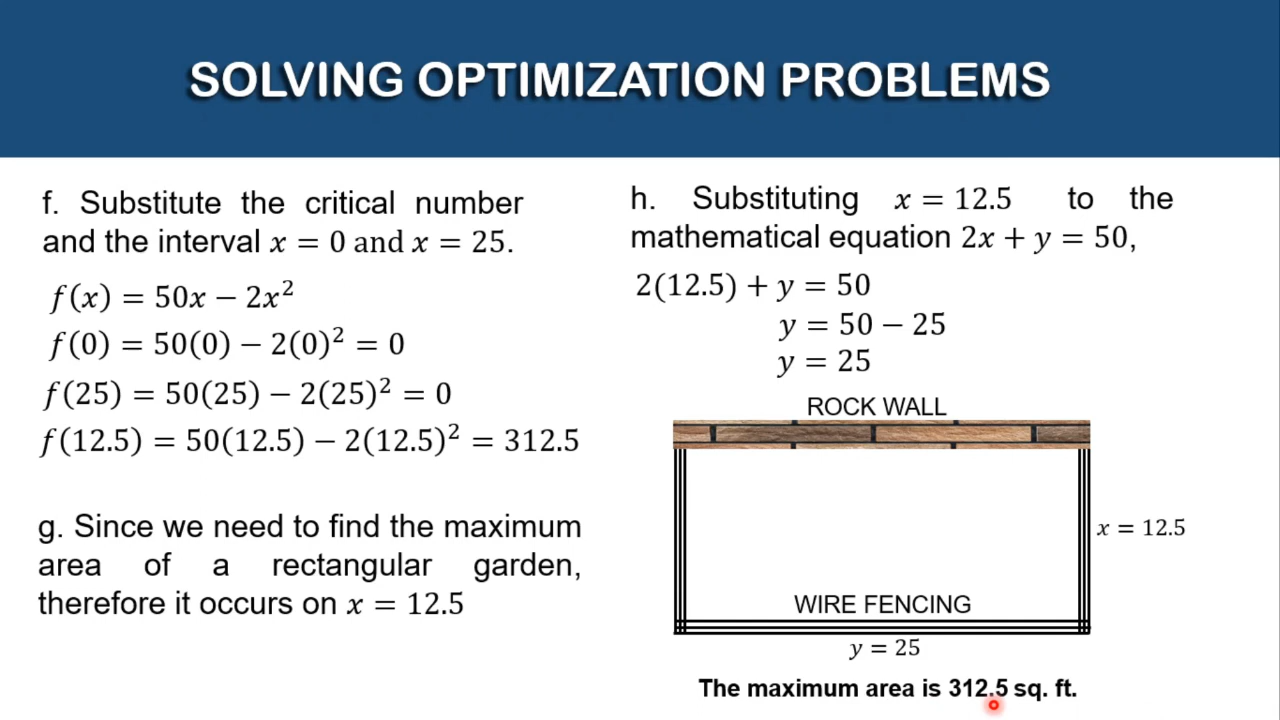 SOLVING OPTIMIZATION PROBLEMS
f. Substitute the critical number
and the interval x = 0 and x = 25.
f(x) = 50x − 2x²
f(0) = 50(0) − 2(0)² = 0
f(25) = 50(25) − 2(25)² = 0
f(12.5) = 50(12.5) − 2(12.5)² = 312.5
g. Since we need to find the maximum
area of a rectangular garden,
therefore it occurs on x = 12.5
h. Substituting x = 12.5 to the
mathematical equation 2x + y = 50,
2(12.5) + y = 50
y = 50 − 25
y = 25
ROCK WALL
x = 12.5
WIRE FENCING
y = 25
The maximum area is 312.5 sq. ft.